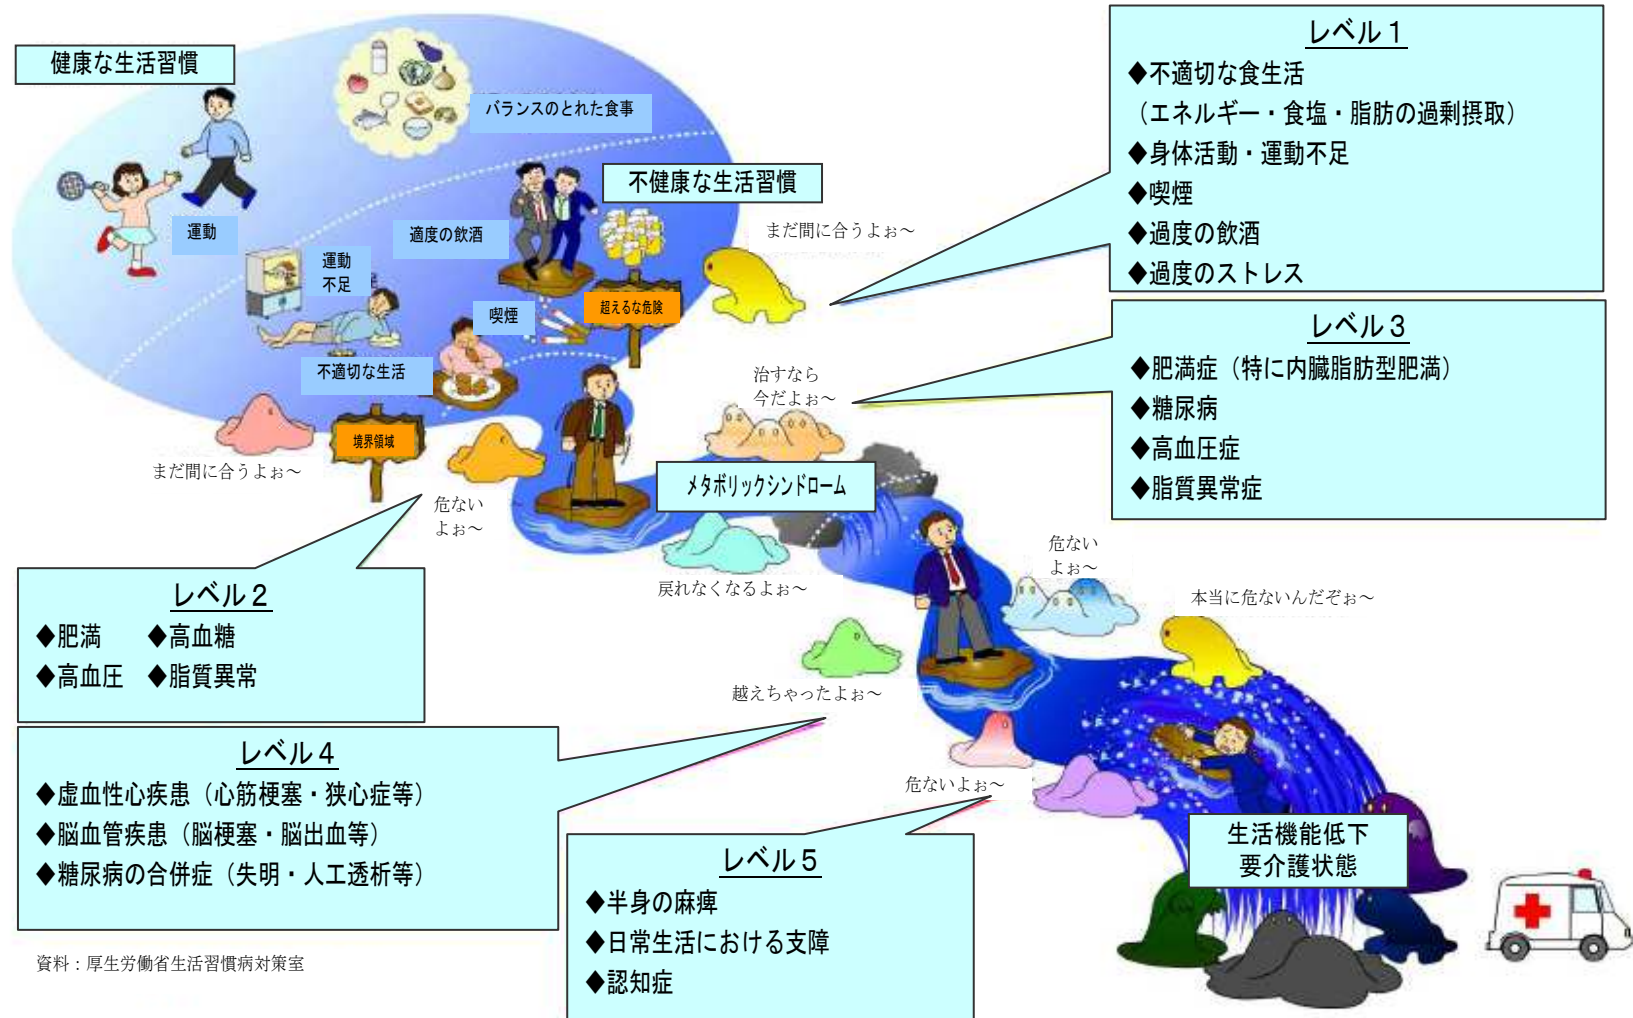 健康な生活習慣
バランスのとれた食事
運動
不健康な生活習慣
適度の飲酒
運動
不足
喫煙
超えるな危険
不適切な生活
境界領域
まだ間に合うよぉ～
まだ間に合うよぉ～
危ない
よぉ～
治すなら
今だよぉ～
メタボリックシンドローム
戻れなくなるよぉ～
危ない
よぉ～
本当に危ないんだぞぉ～
越えちゃったよぉ～
危ないよぉ～
生活機能低下
要介護状態
レベル１
◆不適切な食生活
（エネルギー・食塩・脂肪の過剰摂取）
◆身体活動・運動不足
◆喫煙
◆過度の飲酒
◆過度のストレス
レベル３
◆肥満症（特に内臓脂肪型肥満）
◆糖尿病
◆高血圧症
◆脂質異常症
レベル２
◆肥満　　◆高血糖
◆高血圧　◆脂質異常
レベル４
◆虚血性心疾患（心筋梗塞・狭心症等）
◆脳血管疾患（脳梗塞・脳出血等）
◆糖尿病の合併症（失明・人工透析等）
レベル５
◆半身の麻痺
◆日常生活における支障
◆認知症
資料：厚生労働省生活習慣病対策室